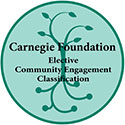 Carnegie Foundation
Elective
Community Engagement
Classification